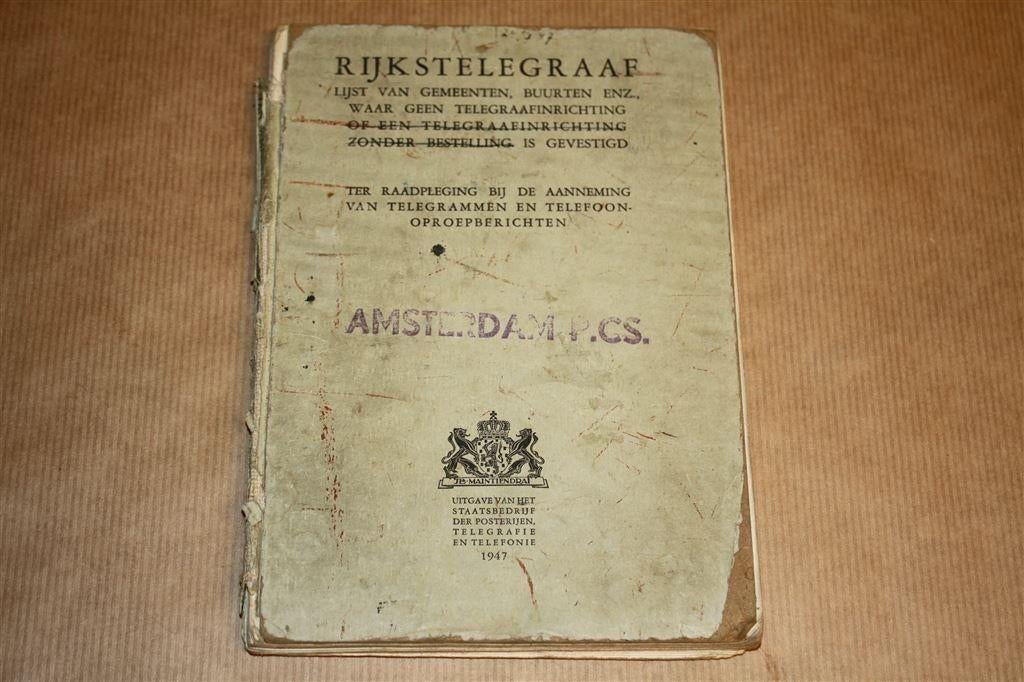 RIJKSTELEGRAAF
LIJST VAN GEMEENTEN, BUURTEN ENZ.,
WAAR GEEN TELEGRAAFINRICHTING
OF EEN TELEGRAAFINRICHTING
ZONDER BESTELLING IS GEVESTIGD
TER RAADPLEGING BIJ DE AANNEMING
VAN TELEGRAMMEN EN TELEFOON-
OPROEPBERICHTEN
AMSTERDAM P.CS.
JE·MAINTIENDRAI
UITGAVE VAN HET
STAATSBEDRIJF
DER POSTERIJEN,
TELEGRAFIE
EN TELEFONIE
1947